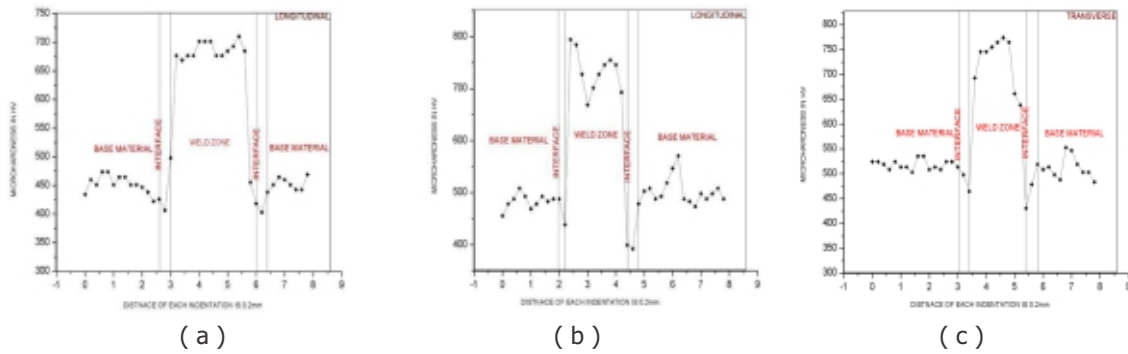 LONGITUDINAL
750
700
650
600
550
500
450
400
350
300
MICROHARDNESS IN HV
BASE MATERIAL
INTERFACE
WELD ZONE
INTERFACE
BASE MATERIAL
-1 0 1 2 3 4 5 6 7 8 9
DISTNACE OF EACH INDENTATION IS 0.2mm
( a )
LONGITUDINAL
800
700
600
500
400
MICROHARDNESS IN HV
BASE MATERIAL
INTERFACE
WELD ZONE
INTERFACE
BASE MATERIAL
-1 0 1 2 3 4 5 6 7 8 9
DISTNACE OF EACH INDENTATION IS 0.2mm
( b )
TRANSVERSE
850
800
750
700
650
600
550
500
450
400
350
300
MICROHARDNESS IN HV
BASE MATERIAL
INTERFACE
WELD ZONE
INTERFACE
BASE MATERIAL
-1 0 1 2 3 4 5 6 7 8 9
DISTNACE OF EACH INDENTATION IS 0.2mm
( c )